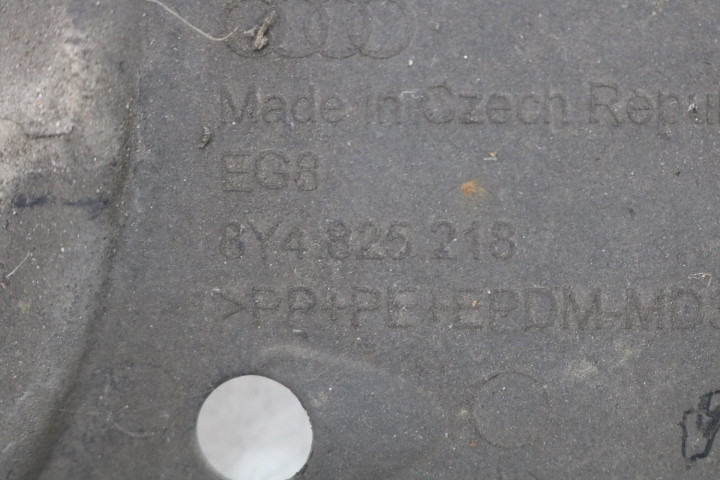 Made in Czech Repu
EG8
8Y4 825 218
>PP+PE+EPDM-MD